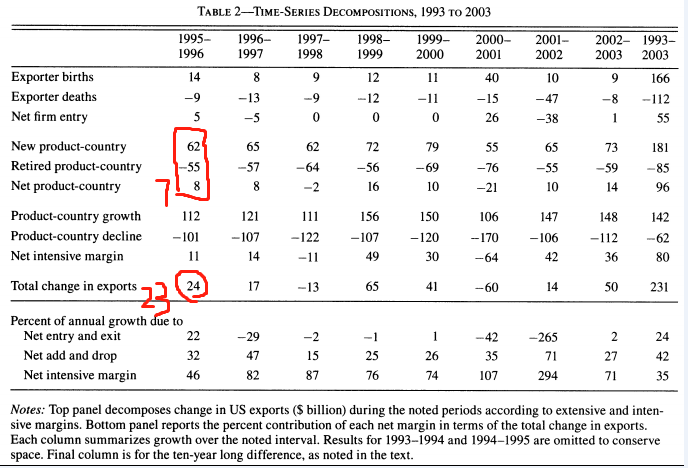 TABLE 2—TIME-SERIES DECOMPOSITIONS, 1993 TO 2003
1995– 1996– 1997– 1998– 1999– 2000– 2001– 2002– 1993–
1996 1997 1998 1999 2000 2001 2002 2003 2003
Exporter births 14 8 9 12 11 40 10 9 166
Exporter deaths −9 −13 −9 −12 −11 −15 −47 −8 −112
Net firm entry 5 −5 0 0 0 26 −38 1 55
New product-country 62 65 62 72 79 55 65 73 181
Retired product-country −55 −57 −64 −56 −69 −76 −55 −59 −85
Net product-country 7 8 8 −2 16 10 −21 10 14 96
Product-country growth 112 121 111 156 150 106 147 148 142
Product-country decline −101 −107 −122 −107 −120 −170 −106 −112 −62
Net intensive margin 11 14 −11 49 30 −64 42 36 80
Total change in exports 23 24 17 −13 65 41 −60 14 50 231
Percent of annual growth due to
Net entry and exit 22 −29 −2 −1 1 −42 −265 2 24
Net add and drop 32 47 15 25 26 35 71 27 42
Net intensive margin 46 82 87 76 74 107 294 71 35
Notes: Top panel decomposes change in US exports ($ billion) during the noted periods according to extensive and inten-
sive margins. Bottom panel reports the percent contribution of each net margin in terms of the total change in exports.
Each column summarizes growth over the noted interval. Results for 1993–1994 and 1994–1995 are omitted to conserve
space. Final column is for the ten-year long difference, as noted in the text.